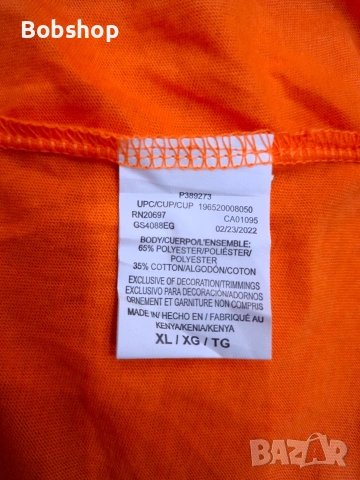 Bobshop
P389273
UPC/CUP/CUP 196520008050
RN20697 CA01095
GS4088EG 02/23/2022
BODY/CUERPO/L'ENSEMBLE:
65% POLYESTER/POLIÉSTER/
POLYESTER
35% COTTON/ALGODÓN/COTON
EXCLUSIVE OF DECORATION/TRIMMINGS
EXCLUSIVO PARA DECORACIÓN/ADORNOS
ORNEMENT ET GARNITURE NON COMPRIS
MADE IN/HECHO EN / FABRIQUÉ AU
KENYA/KENIA/KENYA
XL / XG / TG
BAZAR
bg